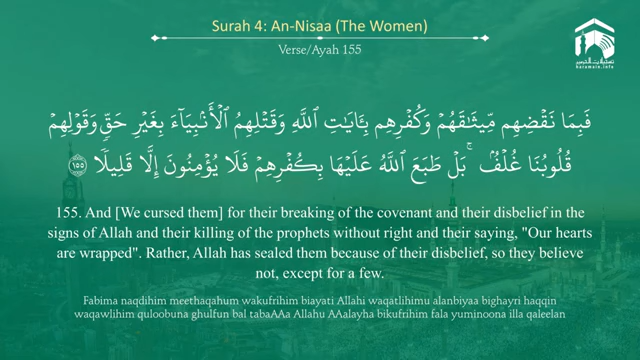 Surah 4: An-Nisaa (The Women)
Verse/Ayah 155
haramain.info
فَبِمَا نَقْضِهِم مِّيثَٰقَهُمْ وَكُفْرِهِم بِـَٔايَٰتِ ٱللَّهِ وَقَتْلِهِمُ ٱلْأَنۢبِيَآءَ بِغَيْرِ حَقٍّ وَقَوْلِهِمْ
قُلُوبُنَا غُلْفٌۢ ۚ بَلْ طَبَعَ ٱللَّهُ عَلَيْهَا بِكُفْرِهِمْ فَلَا يُؤْمِنُونَ إِلَّا قَلِيلًا ١٥٥
155. And [We cursed them] for their breaking of the covenant and their disbelief in the
signs of Allah and their killing of the prophets without right and their saying, "Our hearts
are wrapped". Rather, Allah has sealed them because of their disbelief, so they believe
not, except for a few.
Fabima naqdihim meethaqahum wakufrihim biayati Allahi waqatlihimu alanbiyaa bighayri haqqin
waqawlihim quloobuna ghulfun bal tabaAAa Allahu AAalayha bikufrihim fala yuminoona illa qaleelan